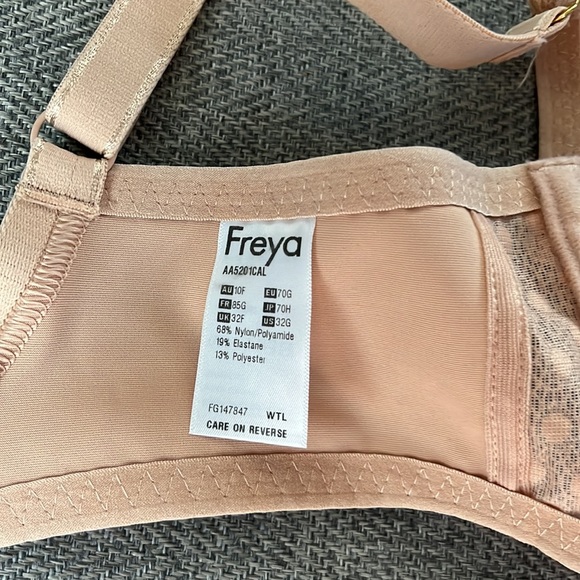 Freya
AA5201CAL
AU 10F EU 70G
FR 85G JP 70H
UK 32F US 32G
68% Nylon/Polyamide
19% Elastane
13% Polyester
FG147847 WTL
CARE ON REVERSE